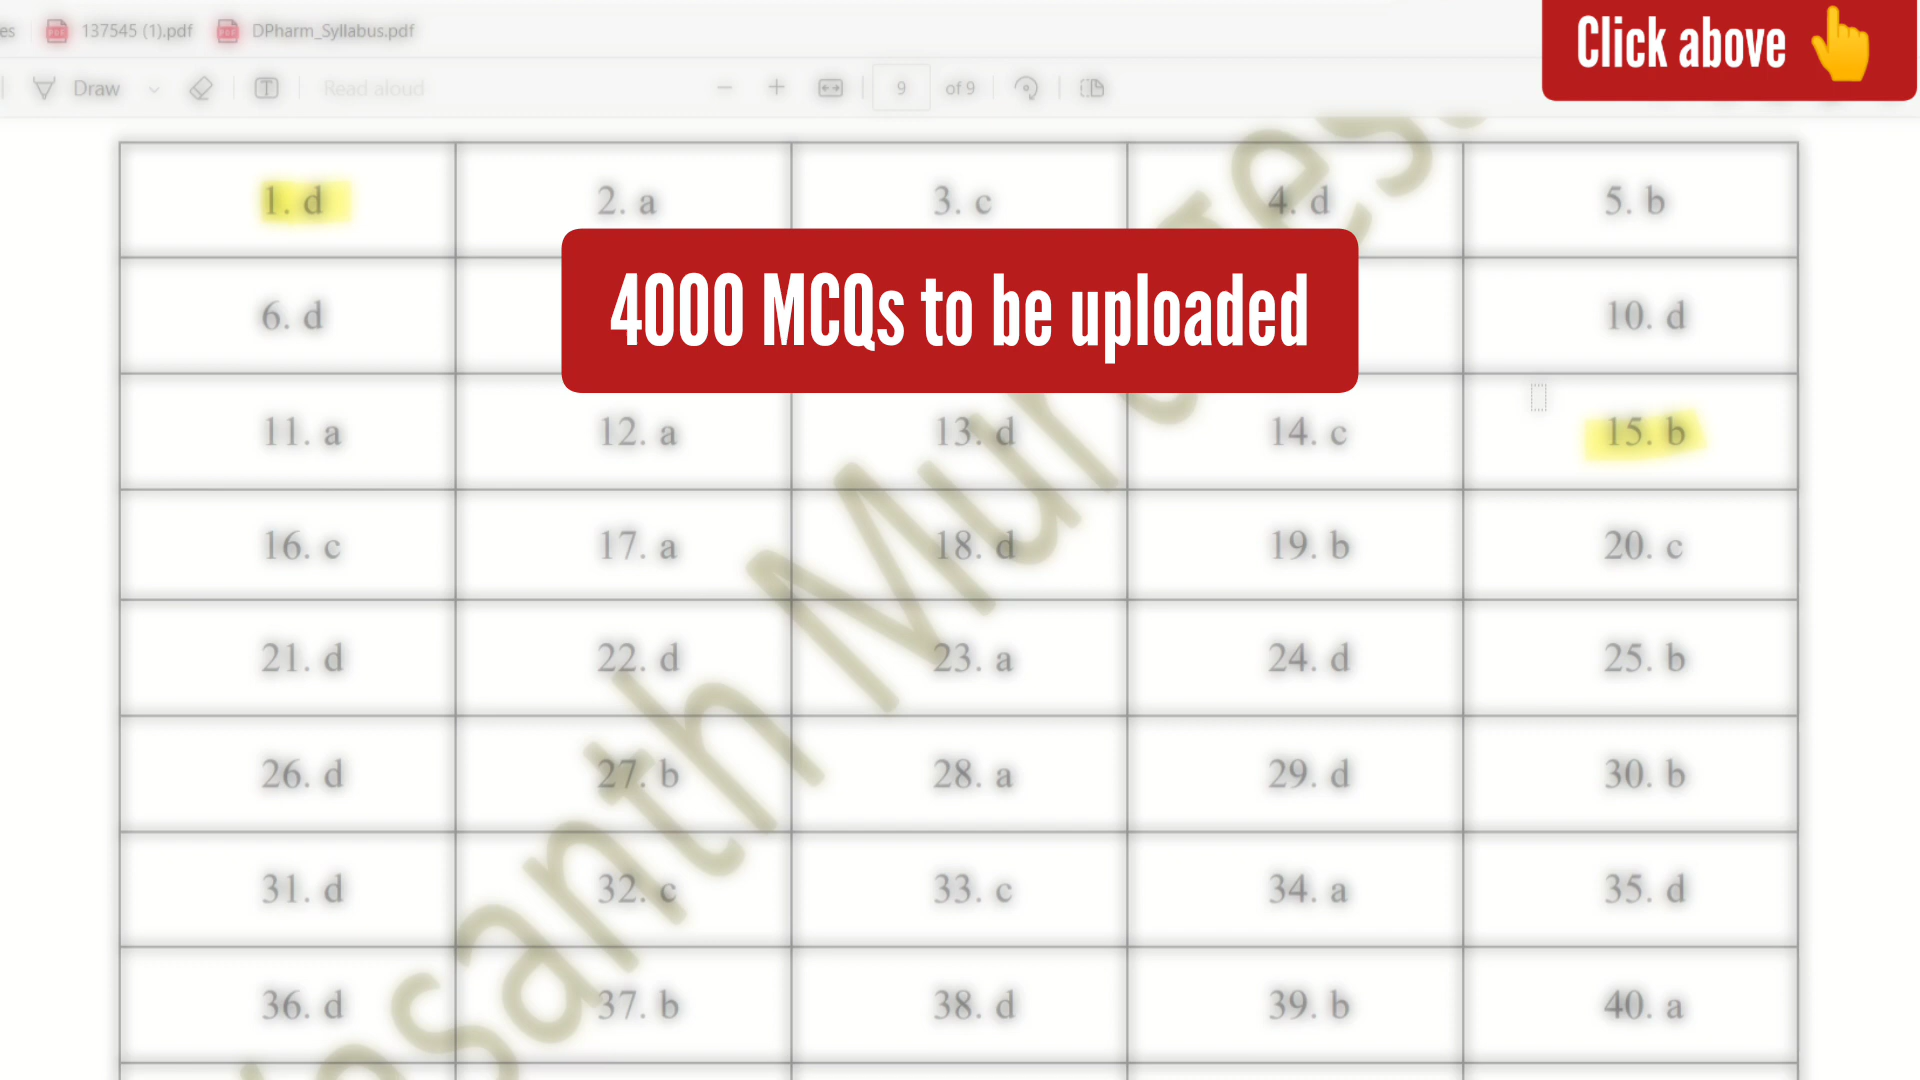 es 137545 (1).pdf DPharm_Syllabus.pdf
Click above
Draw Read aloud 9 of 9
1. d 2. a 3. c 4. d 5. b
4000 MCQs to be uploaded
6. d 10. d
11. a 12. a 13. d 14. c 15. b
16. c 17. a 18. d 19. b 20. c
21. d 22. d 23. a 24. d 25. b
26. d 27. b 28. a 29. d 30. b
31. d 32. c 33. c 34. a 35. d
36. d 37. b 38. d 39. b 40. a